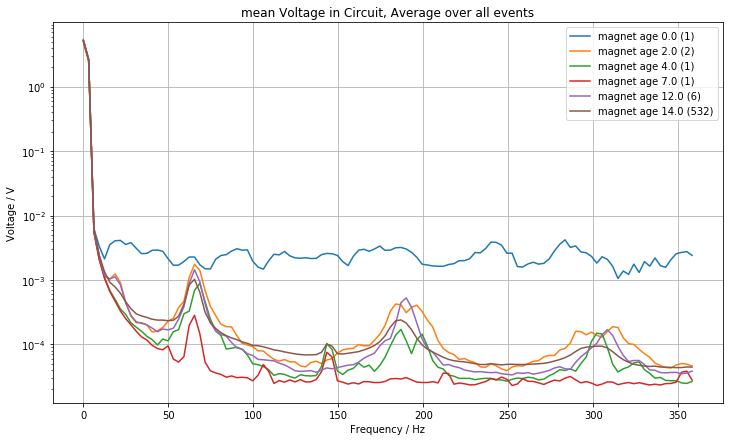 mean Voltage in Circuit, Average over all events
magnet age 0.0 (1)
magnet age 2.0 (2)
magnet age 4.0 (1)
magnet age 7.0 (1)
magnet age 12.0 (6)
magnet age 14.0 (532)
Voltage / V
10⁰
10⁻¹
10⁻²
10⁻³
10⁻⁴
0 50 100 150 200 250 300 350
Frequency / Hz